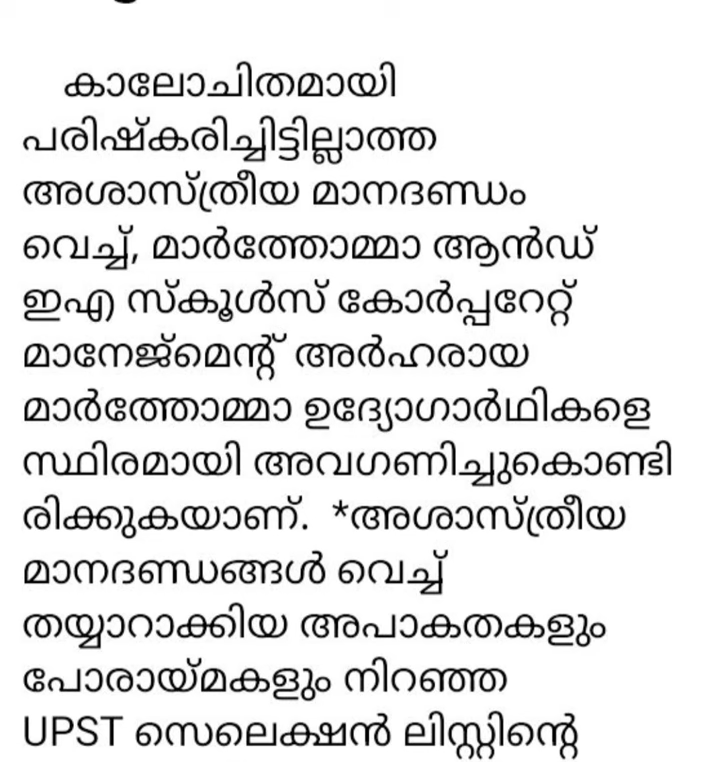 കാലോചിതമായി
പരിഷ്കരിച്ചിട്ടില്ലാത്ത
അശാസ്ത്രീയ മാനദണ്ഡം
വെച്ച്, മാർത്തോമ്മാ ആൻഡ്
ഇഎ സ്കൂൾസ് കോർപ്പറേറ്റ്
മാനേജ്മെന്റ് അർഹരായ
മാർത്തോമ്മാ ഉദ്യോഗാർഥികളെ
സ്ഥിരമായി അവഗണിച്ചുകൊണ്ടി
രിക്കുകയാണ്.  *അശാസ്ത്രീയ
മാനദണ്ഡങ്ങൾ വെച്ച്
തയ്യാറാക്കിയ അപാകതകളും
പോരായ്മകളും നിറഞ്ഞ
UPST സെലെക്ഷൻ ലിസ്റ്റിന്റെ